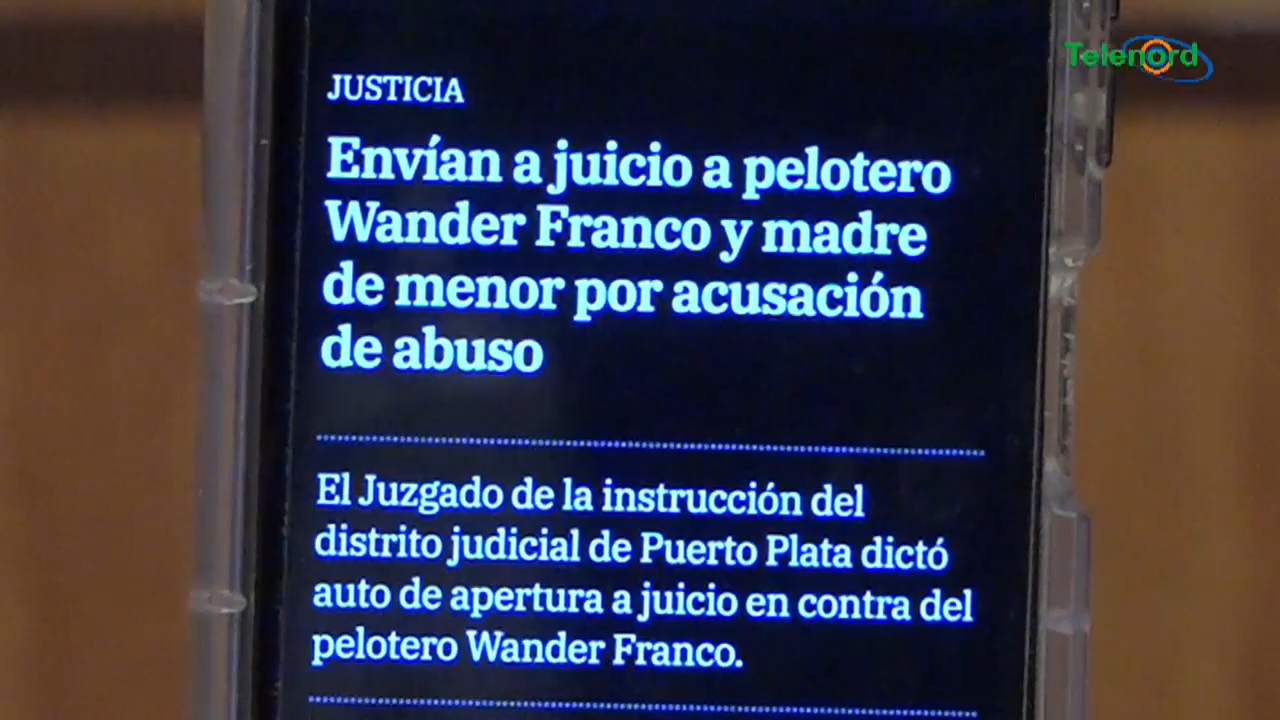 Telenord
JUSTICIA
Envían a juicio a pelotero
Wander Franco y madre
de menor por acusación
de abuso
El Juzgado de la instrucción del
distrito judicial de Puerto Plata dictó
auto de apertura a juicio en contra del
pelotero Wander Franco.